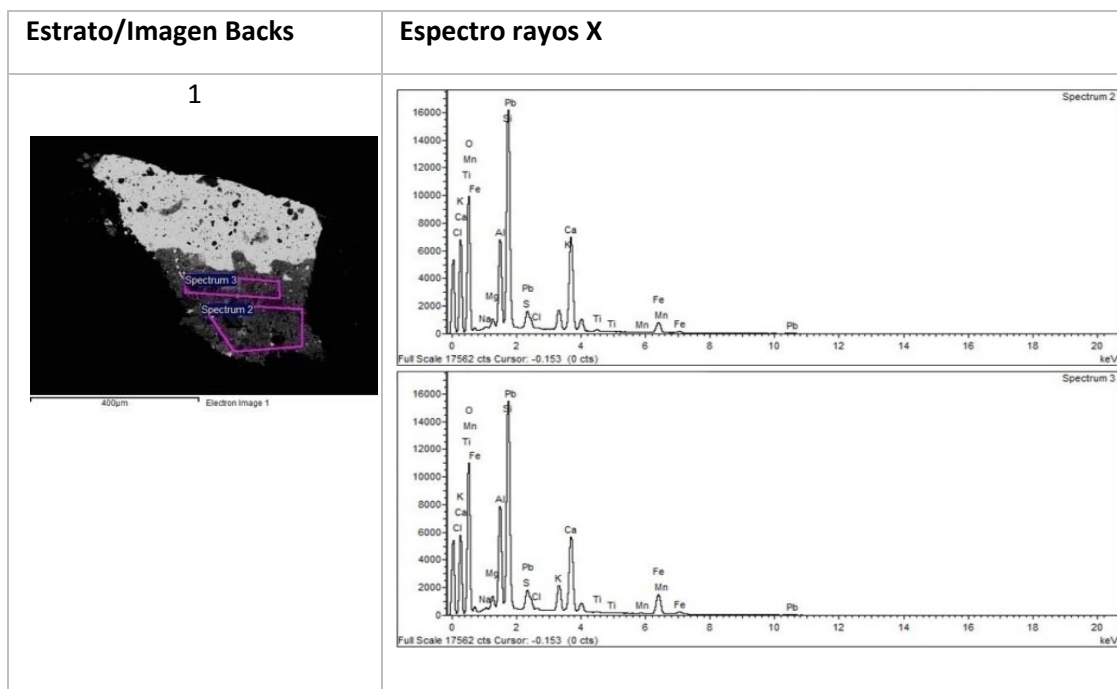 Estrato/Imagen Backs
Espectro rayos X
1
Spectrum 3
Spectrum 2
400µm
Electron Image 1
Spectrum 2
16000
14000
12000
10000
8000
6000
4000
2000
0
Pb
Si
O
Mn
Ti
Fe
K
Ca
Cl
Al
Mg
Na
Pb
S
Cl
Ca
K
Ti
Ti
Mn
Fe
Mn
Fe
Pb
0 2 4 6 8 10 12 14 16 18 20
Full Scale 17562 cts Cursor: -0.153 (0 cts)
keV
Spectrum 3
16000
14000
12000
10000
8000
6000
4000
2000
0
Pb
Si
O
Mn
Ti
Fe
K
Ca
Cl
Al
Mg
Na
Pb
S
Cl
K
Ca
Ti
Ti
Mn
Fe
Mn
Fe
Pb
0 2 4 6 8 10 12 14 16 18 20
Full Scale 17562 cts Cursor: -0.153 (0 cts)
keV